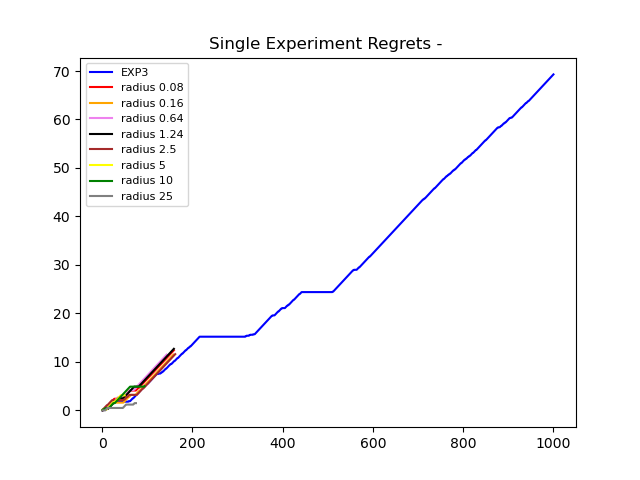 Single Experiment Regrets -
EXP3
radius 0.08
radius 0.16
radius 0.64
radius 1.24
radius 2.5
radius 5
radius 10
radius 25
70
60
50
40
30
20
10
0
0 200 400 600 800 1000